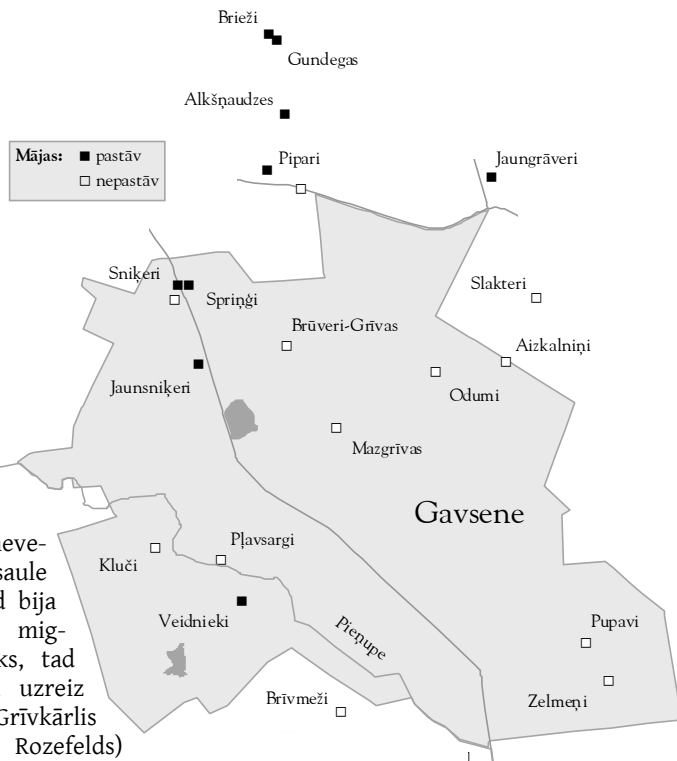 Brieži
Gundegas
Alkšņaudzes
Mājas: pastāv
nepastāv
Pipari
Jaungrāveri
Sniķeri
Spriņģi
Slakteri
Brūveri-Grīvas
Aizkalniņi
Jaunsniķeri
Odumi
Mazgrīvas
Gavsene
neve-
saule
d bija
mig-
ks, tad
uzreiz
Grīvkārlis
Rozefelds)
Kluči
Pļavsargi
Veidnieki
Pieņupe
Pupavi
Zelmeņi
Brīvmeži